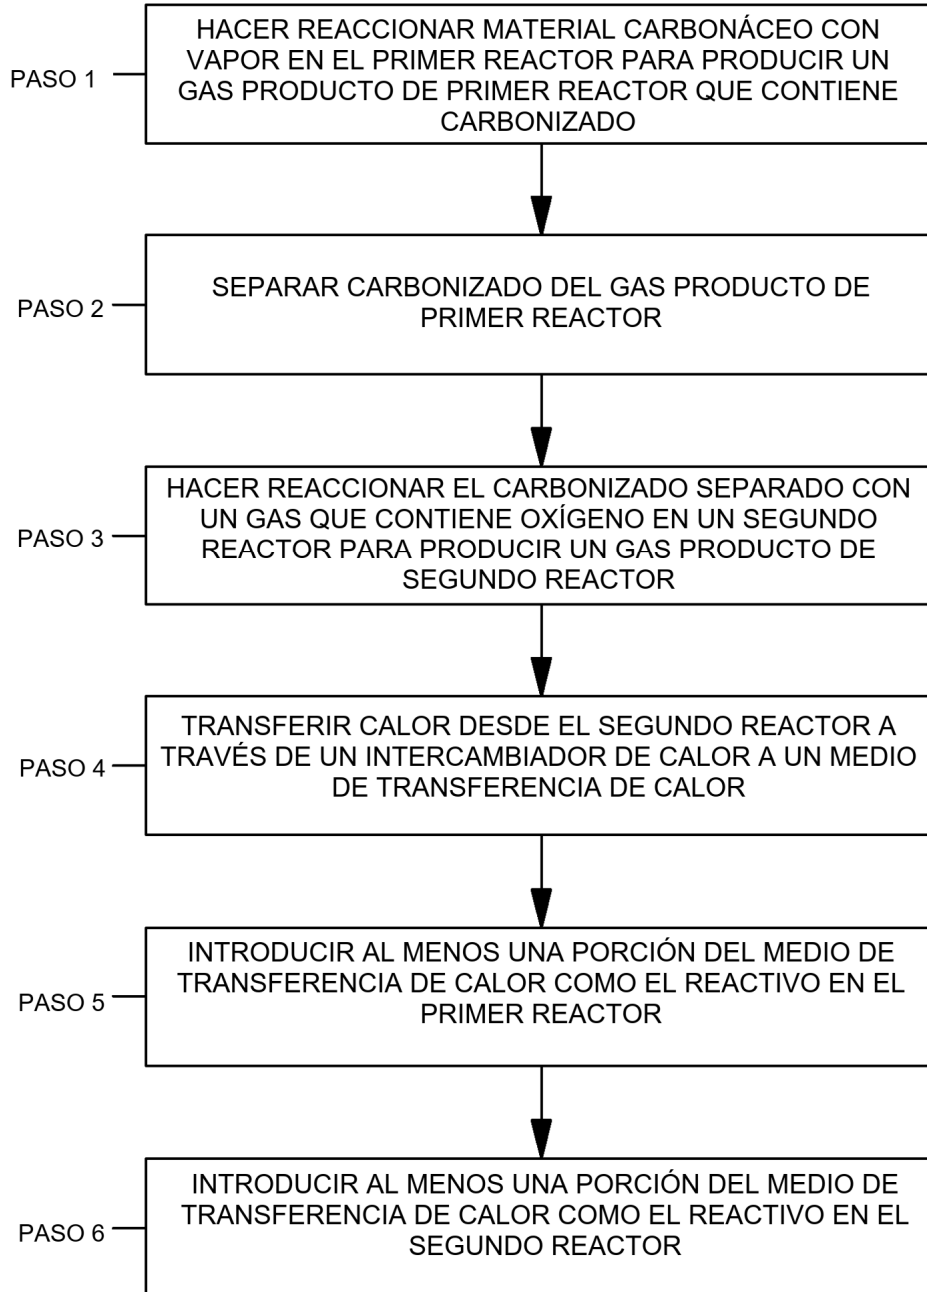 HACER REACCIONAR MATERIAL CARBONÁCEO CON
VAPOR EN EL PRIMER REACTOR PARA PRODUCIR UN
GAS PRODUCTO DE PRIMER REACTOR QUE CONTIENE
CARBONIZADO
PASO 1
SEPARAR CARBONIZADO DEL GAS PRODUCTO DE
PRIMER REACTOR
PASO 2
HACER REACCIONAR EL CARBONIZADO SEPARADO CON
UN GAS QUE CONTIENE OXÍGENO EN UN SEGUNDO
REACTOR PARA PRODUCIR UN GAS PRODUCTO DE
SEGUNDO REACTOR
PASO 3
TRANSFERIR CALOR DESDE EL SEGUNDO REACTOR A
TRAVÉS DE UN INTERCAMBIADOR DE CALOR A UN MEDIO
DE TRANSFERENCIA DE CALOR
PASO 4
INTRODUCIR AL MENOS UNA PORCIÓN DEL MEDIO DE
TRANSFERENCIA DE CALOR COMO EL REACTIVO EN EL
PRIMER REACTOR
PASO 5
INTRODUCIR AL MENOS UNA PORCIÓN DEL MEDIO DE
TRANSFERENCIA DE CALOR COMO EL REACTIVO EN EL
SEGUNDO REACTOR
PASO 6